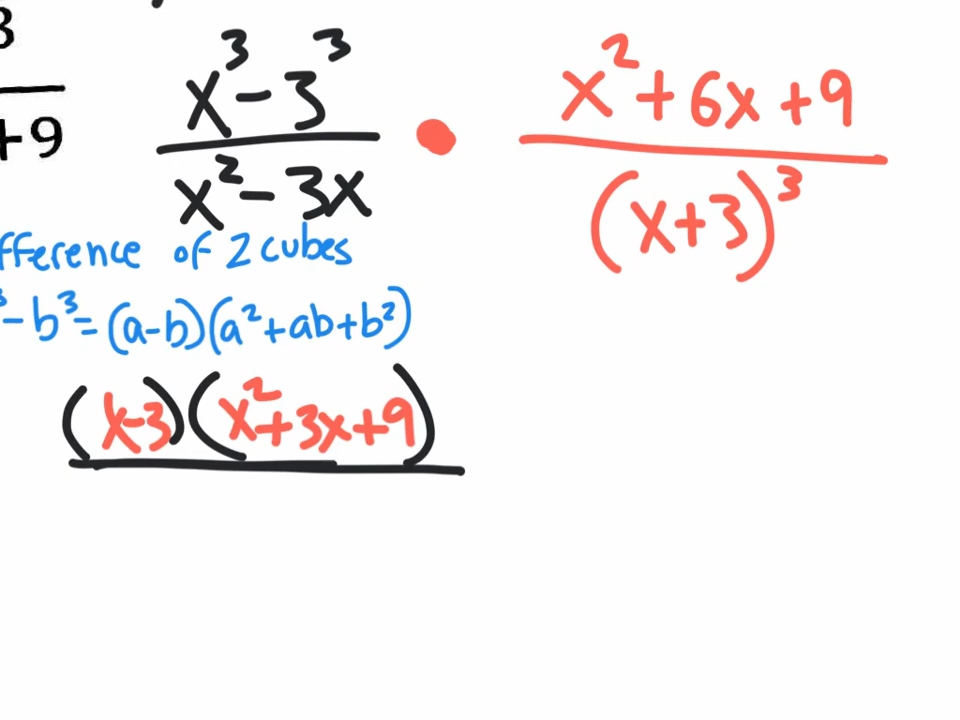 3
+9
x³-3³ / x²-3x • x²+6x+9 / (x+3)³
fference of 2 cubes
³-b³=(a-b)(a²+ab+b²)
(x-3)(x²+3x+9)